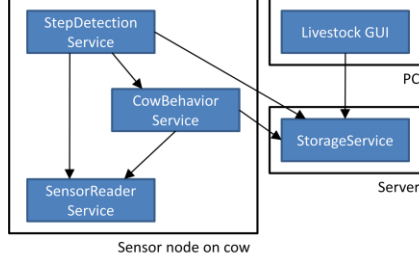 StepDetection
Service
Livestock GUI
PC
CowBehavior
Service
StorageService
SensorReader
Service
Server
Sensor node on cow